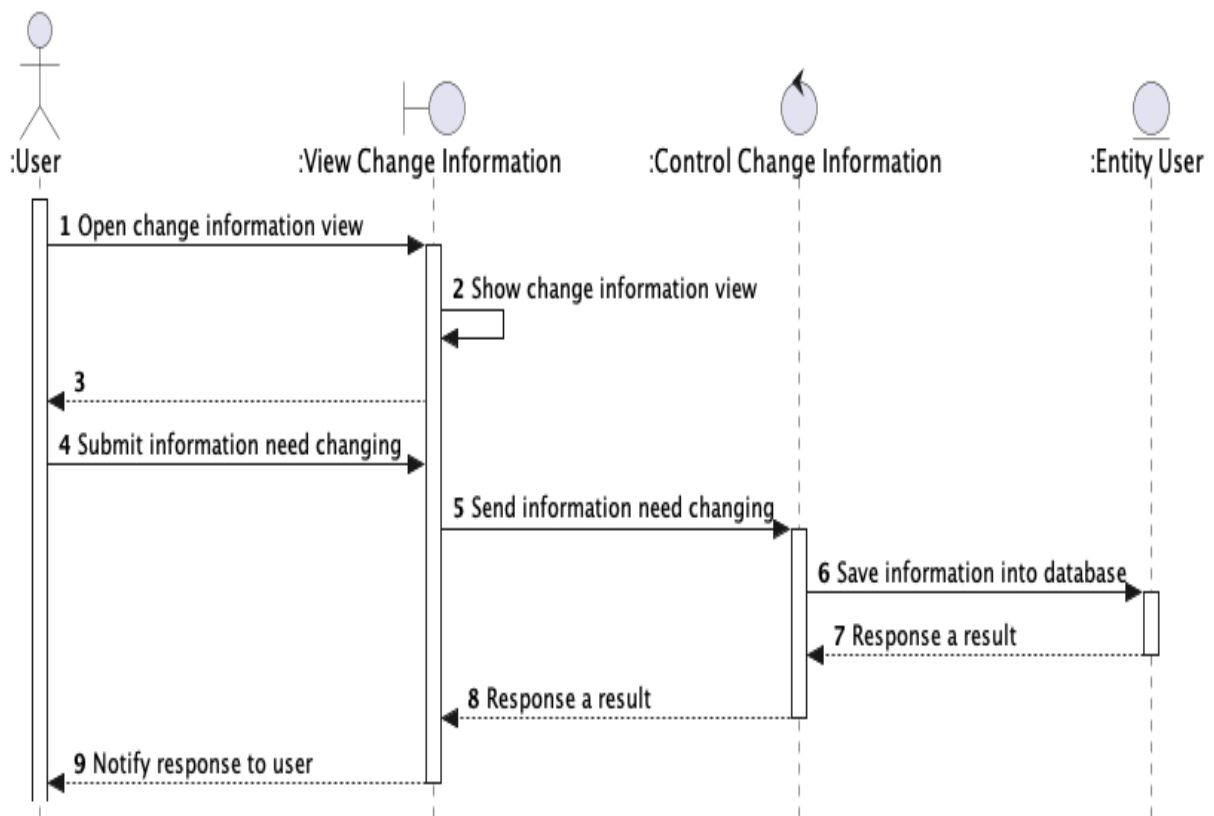 :User
:View Change Information
:Control Change Information
:Entity User
1 Open change information view
2 Show change information view
3
4 Submit information need changing
5 Send information need changing
6 Save information into database
7 Response a result
8 Response a result
9 Notify response to user